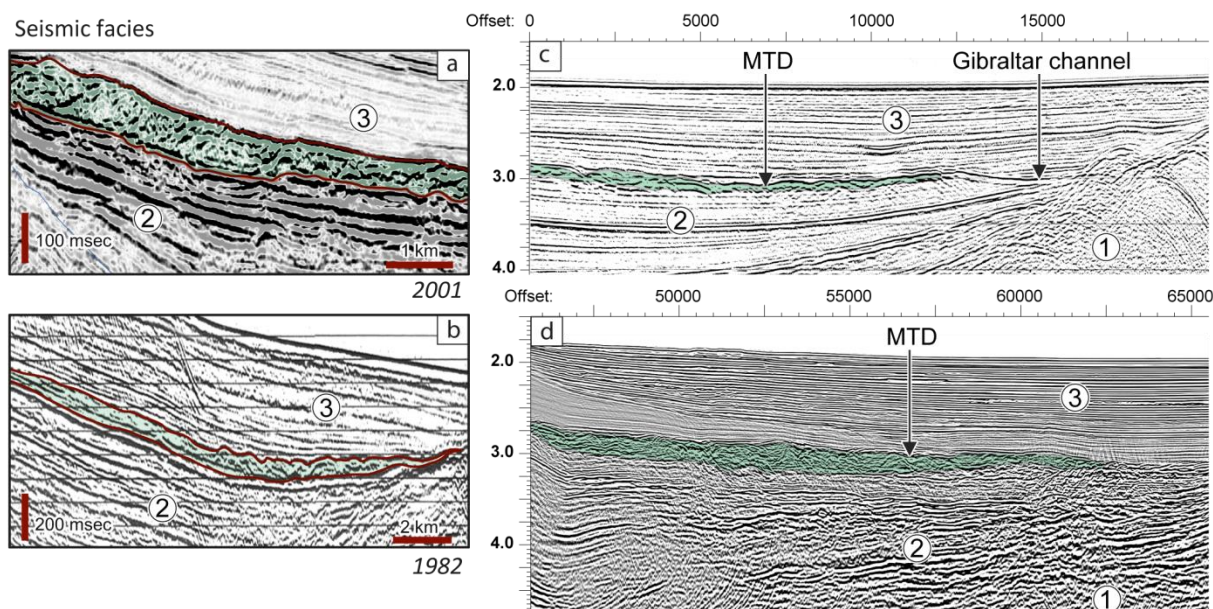 Seismic facies
a
3
2
100 msec
1 km
2001
b
3
2
200 msec
2 km
1982
Offset: 0 5000 10000 15000
c
MTD Gibraltar channel
2.0
3
3.0
2
1
4.0
Offset: 50000 55000 60000 65000
d
MTD
2.0
3
3.0
2
4.0
1